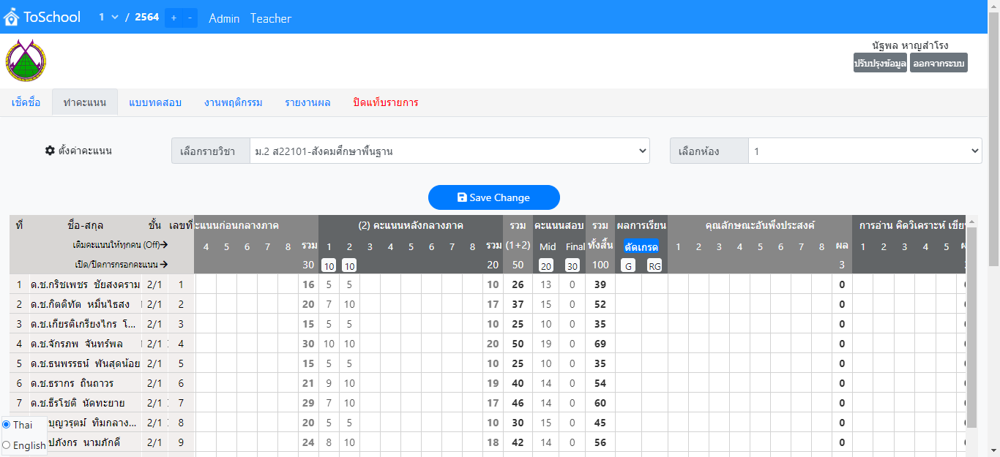 ToSchool 1 / 2564 + - Admin Teacher
นัฐพล หาญสำโรง
ปรับปรุงข้อมูล ออกจากระบบ
เช็คชื่อ ทำคะแนน แบบทดสอบ งานพฤติกรรม รายงานผล ปิดแท็บรายการ
ตั้งค่าคะแนน เลือกรายวิชา ม.2 ส22101-สังคมศึกษาพื้นฐาน เลือกห้อง 1
Save Change
ที่ ชื่อ-สกุล ชั้น เลขที่ ะแนนก่อนกลางภาค (2) คะแนนหลังกลางภาค รวม คะแนนสอบ รวม ผลการเรียน คุณลักษณะอันพึงประสงค์ การอ่าน คิดวิเคราะห์ เขีย
เติมคะแนนให้ทุกคน (Off) 4 5 6 7 8 รวม 1 2 3 4 5 6 7 8 รวม (1+2) Mid Final ทั้งสิ้น ตัดเกรด 1 2 3 4 5 6 7 8 ผล 1 2 3 4 5
เปิด/ปิดการกรอกคะแนน 30 10 10 20 50 20 30 100 G RG 3
1 ด.ช.กริชเพชร ชัยสงคราม 2/1 1 16 5 5 10 26 13 0 39 0
2 ด.ช.กิตติทัต หมื่นไธสง 2/1 2 20 7 10 17 37 15 0 52 0
3 ด.ช.เกียรติเกรียงไกร โ... 2/1 3 15 5 5 10 25 10 0 35 0
4 ด.ช.จักรภพ จันทร์พล 2/1 4 30 10 10 20 50 19 0 69 0
5 ด.ช.ธนพรรธน์ พันสุดน้อย 2/1 5 15 5 5 10 25 10 0 35 0
6 ด.ช.ธรากร ถิ่นถาวร 2/1 6 21 9 10 19 40 14 0 54 0
7 ด.ช.ธีรโชติ นัดทะยาย 2/1 7 29 7 10 17 46 14 0 60 0
บุญวรุตม์ ทิมกลาง... 2/1 8 20 5 5 10 30 15 0 45 0
ปภังกร นามภักดี 2/1 9 24 8 10 18 42 14 0 56 0
Thai
English